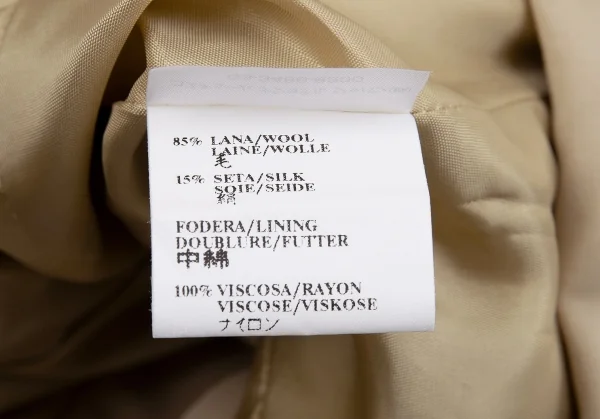 85% LANA/WOOL
LAINE/WOLLE
毛
15% SETA/SILK
SOIE/SEIDE
絹
FODERA/LINING
DOUBLURE/FUTTER
中綿
100% VISCOSA/RAYON
VISCOSE/VISKOSE
ナイロン